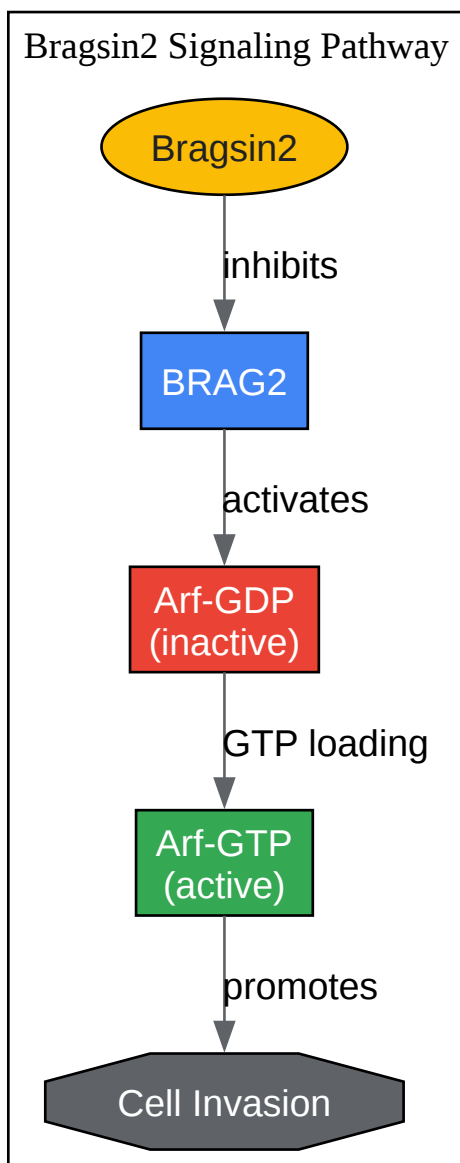 Bragsin2 Signaling Pathway
Bragsin2
inhibits
BRAG2
activates
Arf-GDP
(inactive)
GTP loading
Arf-GTP
(active)
promotes
Cell Invasion